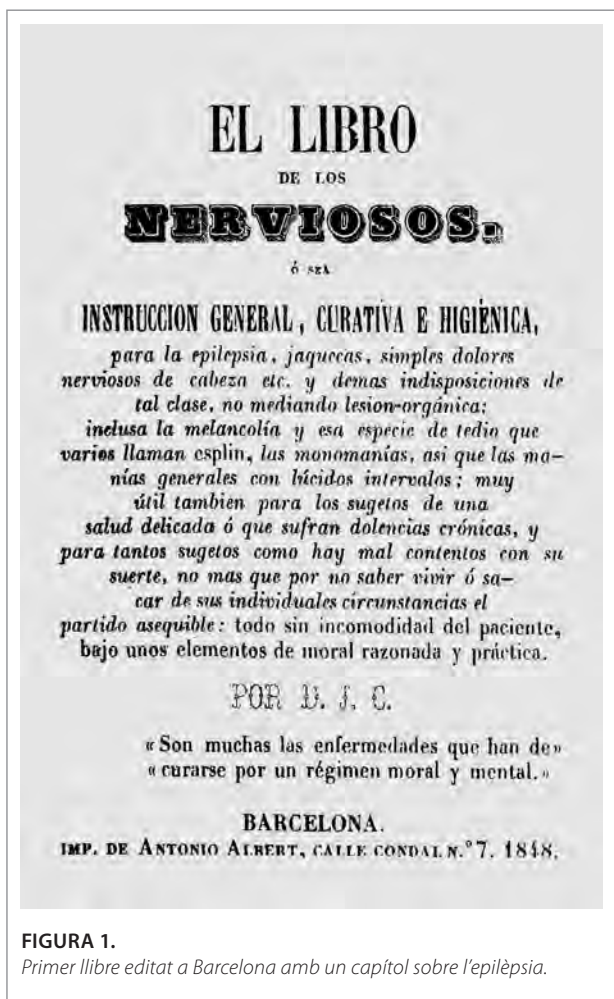 EL LIBRO
DE LOS
NERVIOSOS.
ó sea
INSTRUCCION GENERAL, CURATIVA E HIGIÈNICA,
para la epilepsia, jaquecas, simples dolores
nerviosos de cabeza etc. y demas indisposiciones de
tal clase, no mediando lesion-orgánica;
inclusa la melancolía y esa especie de tedio que
varios llaman esplin, las monomanías, asi que las ma-
nías generales con lúcidos intervalos; muy
útil tambien para los sugetos de una
salud delicada ó que sufran dolencias crónicas, y
para tantos sugetos como hay mal contentos con su
suerte, no mas que por no saber vivir ó sa-
car de sus individuales circunstancias el
partido asequible: todo sin incomodidad del paciente,
bajo unos elementos de moral razonada y práctica.
POR D. J. C.
«Son muchas las enfermedades que han de»
«curarse por un régimen moral y mental.»
BARCELONA.
IMP. DE ANTONIO ALBERT, CALLE CONDAL N.º 7. 1848.
FIGURA 1.
Primer llibre editat a Barcelona amb un capítol sobre l'epilèpsia.